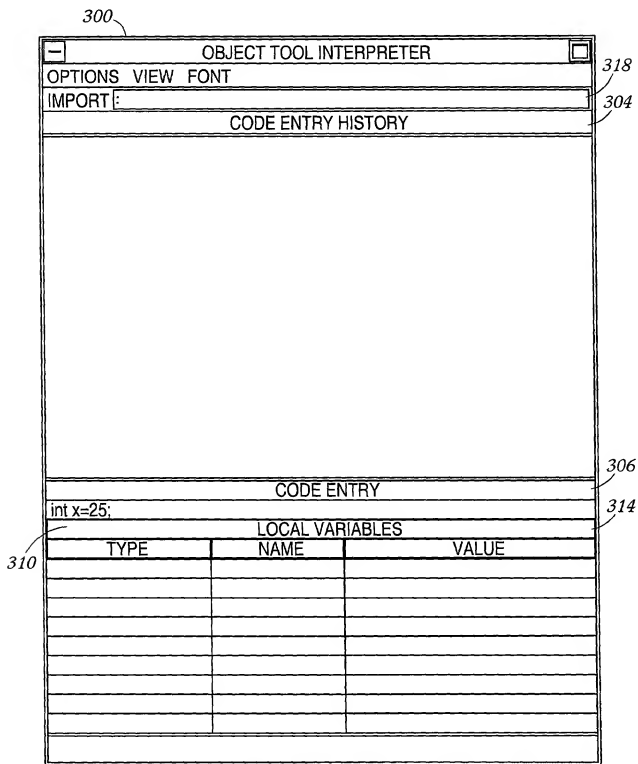 300
OBJECT TOOL INTERPRETER
OPTIONS VIEW FONT
318
IMPORT :
304
CODE ENTRY HISTORY
306
CODE ENTRY
int x=25;
314
LOCAL VARIABLES
310
TYPE NAME VALUE